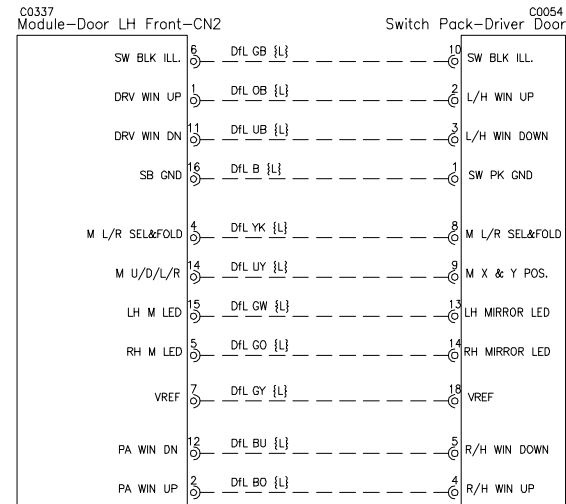 C0337 C0054
Module-Door LH Front-CN2 Switch Pack-Driver Door
SW BLK ILL. 6 DfL GB {L} 10 SW BLK ILL.
DRV WIN UP 1 DfL OB {L} 2 L/H WIN UP
DRV WIN DN 11 DfL UB {L} 3 L/H WIN DOWN
SB GND 16 DfL B {L} 1 SW PK GND
M L/R SEL&FOLD 4 DfL YK {L} 8 M L/R SEL&FOLD
M U/D/L/R 14 DfL UY {L} 9 M X & Y POS.
LH M LED 15 DfL GW {L} 13 LH MIRROR LED
RH M LED 5 DfL GO {L} 14 RH MIRROR LED
VREF 7 DfL GY {L} 18 VREF
PA WIN DN 12 DfL BU {L} 5 R/H WIN DOWN
PA WIN UP 2 DfL BO {L} 4 R/H WIN UP